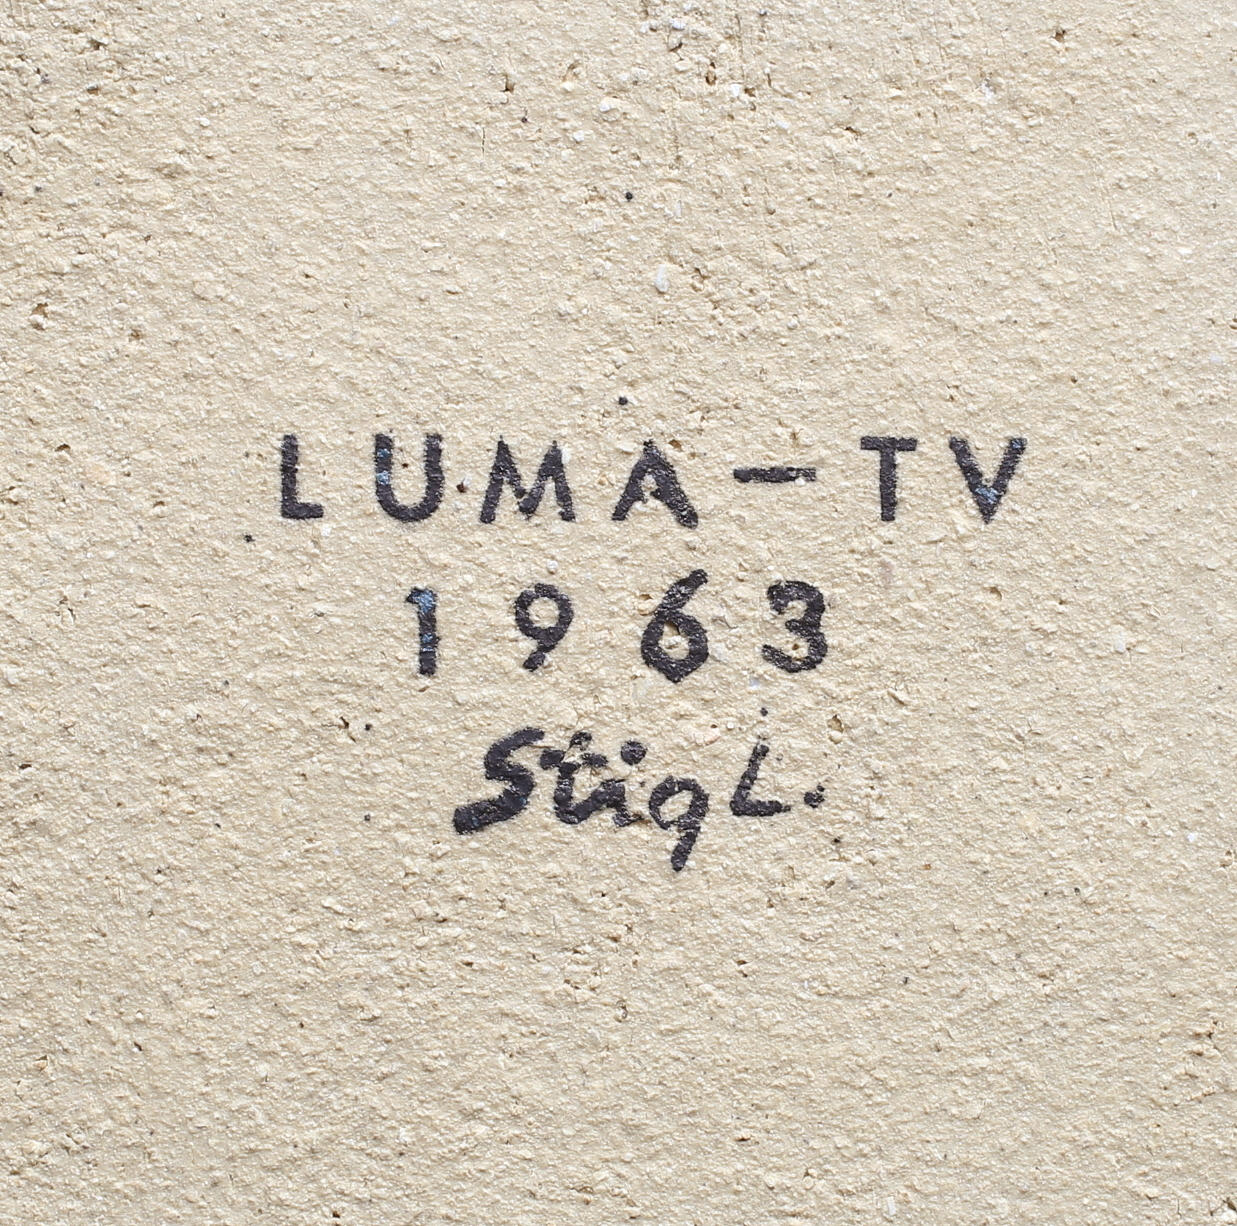 LUMA-TV
1963
Stig L.